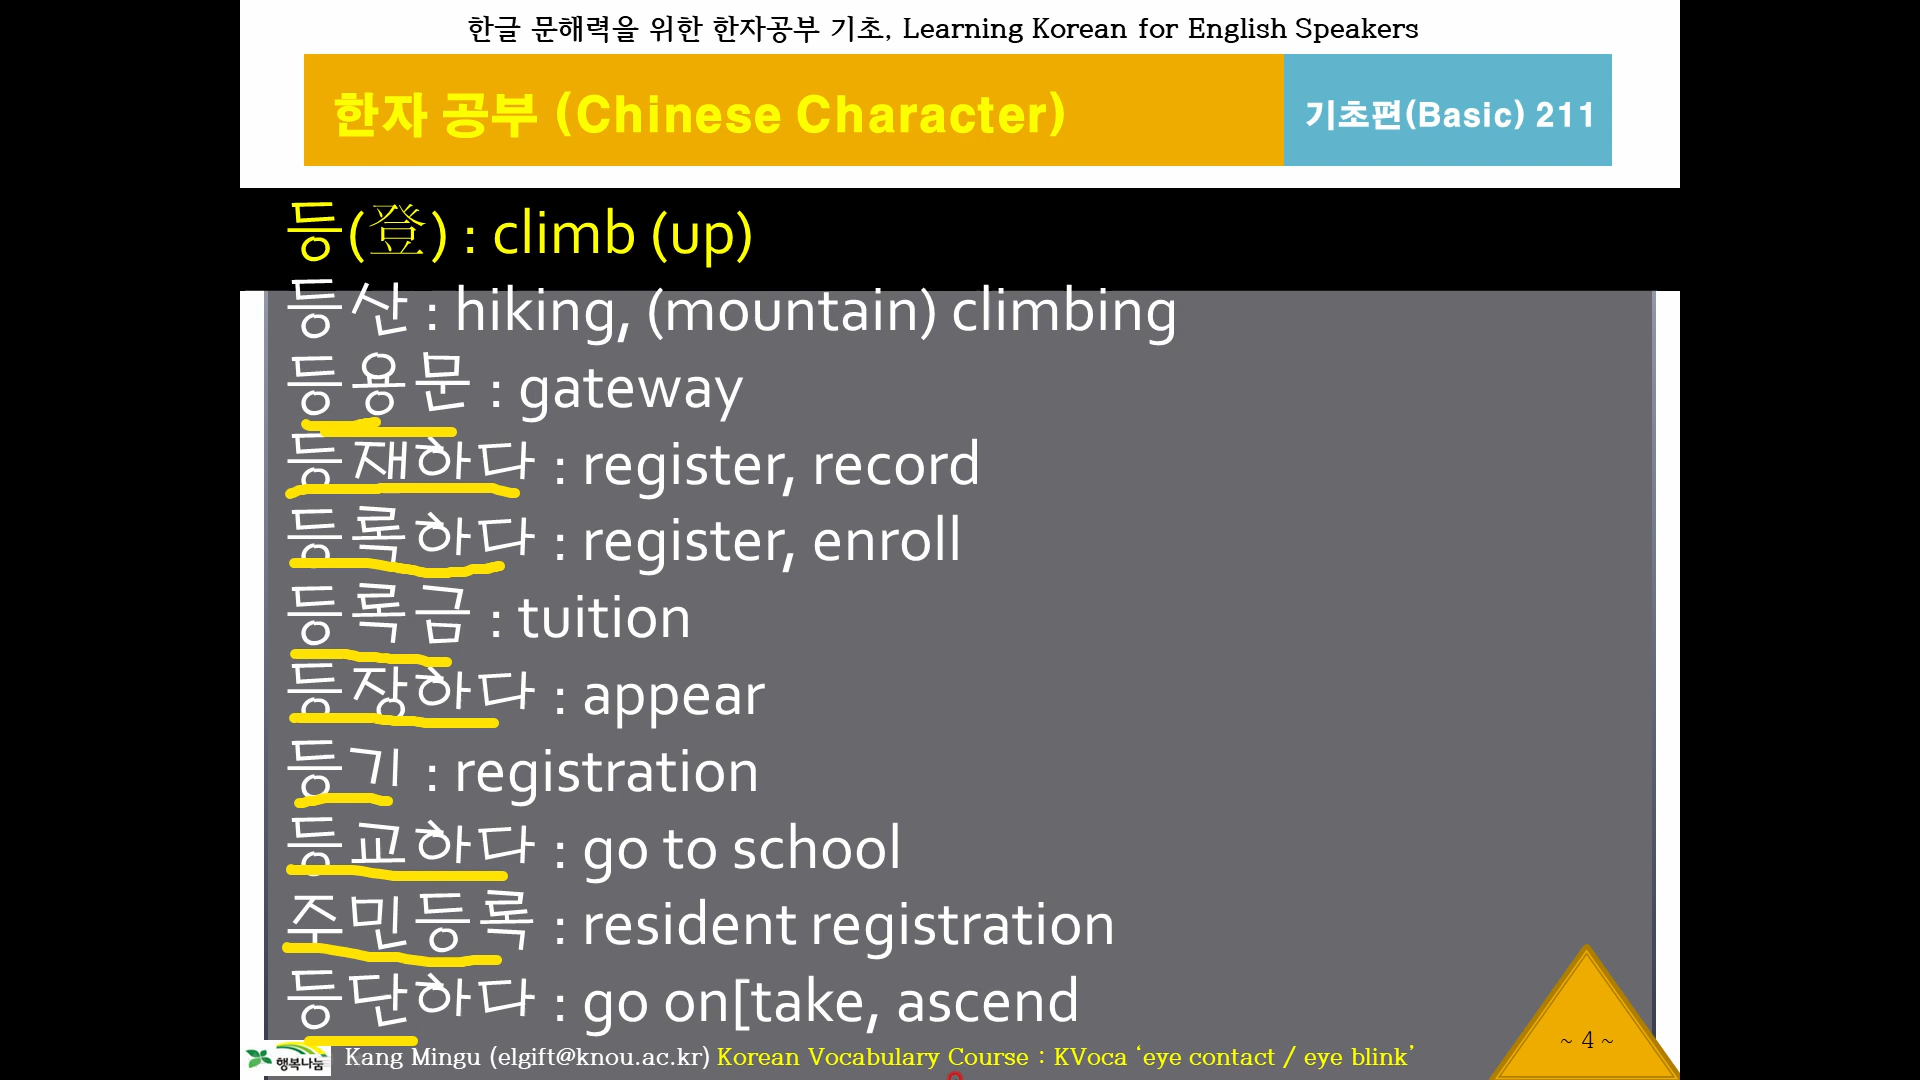 한글 문해력을 위한 한자공부 기초, Learning Korean for English Speakers
한자 공부 (Chinese Character)
기초편(Basic) 211
등(登) : climb (up)
등산 : hiking, (mountain) climbing
등용문 : gateway
등재하다 : register, record
등록하다 : register, enroll
등록금 : tuition
등장하다 : appear
등기 : registration
등교하다 : go to school
주민등록 : resident registration
등단하다 : go on[take, ascend
~ 4 ~
행복나눔
Kang Mingu (elgift@knou.ac.kr) Korean Vocabulary Course : KVoca ‘eye contact / eye blink’